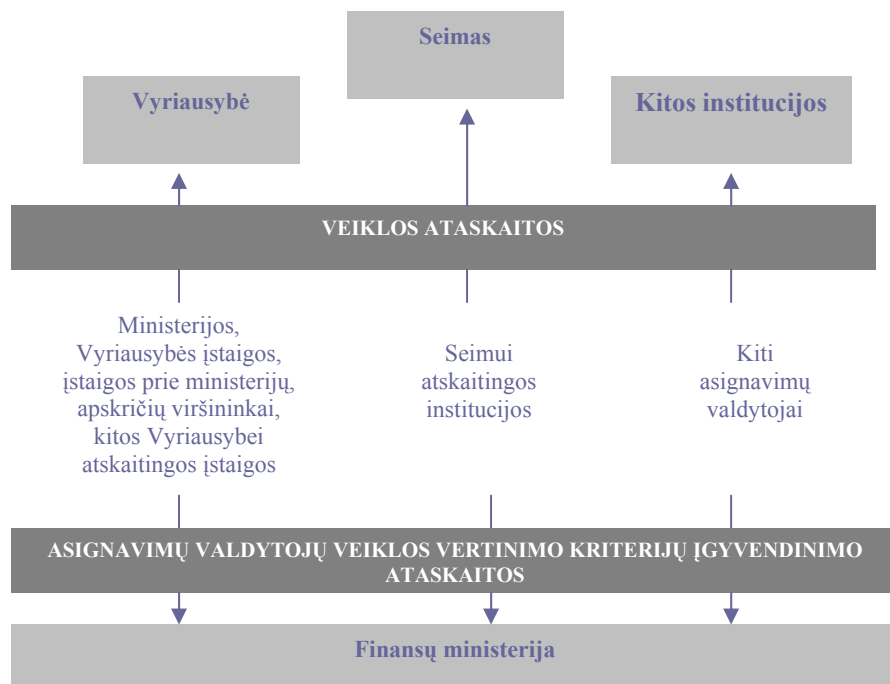 Seimas
Vyriausybė
Kitos institucijos
VEIKLOS ATASKAITOS
Ministerijos,
Vyriausybės įstaigos,
įstaigos prie ministerijų,
apskričių viršininkai,
kitos Vyriausybei
atskaitingos įstaigos
Seimui
atskaitingos
institucijos
Kiti
asignavimų
valdytojai
ASIGNAVIMŲ VALDYTOJŲ VEIKLOS VERTINIMO KRITERIJŲ ĮGYVENDINIMO
ATASKAITOS
Finansų ministerija